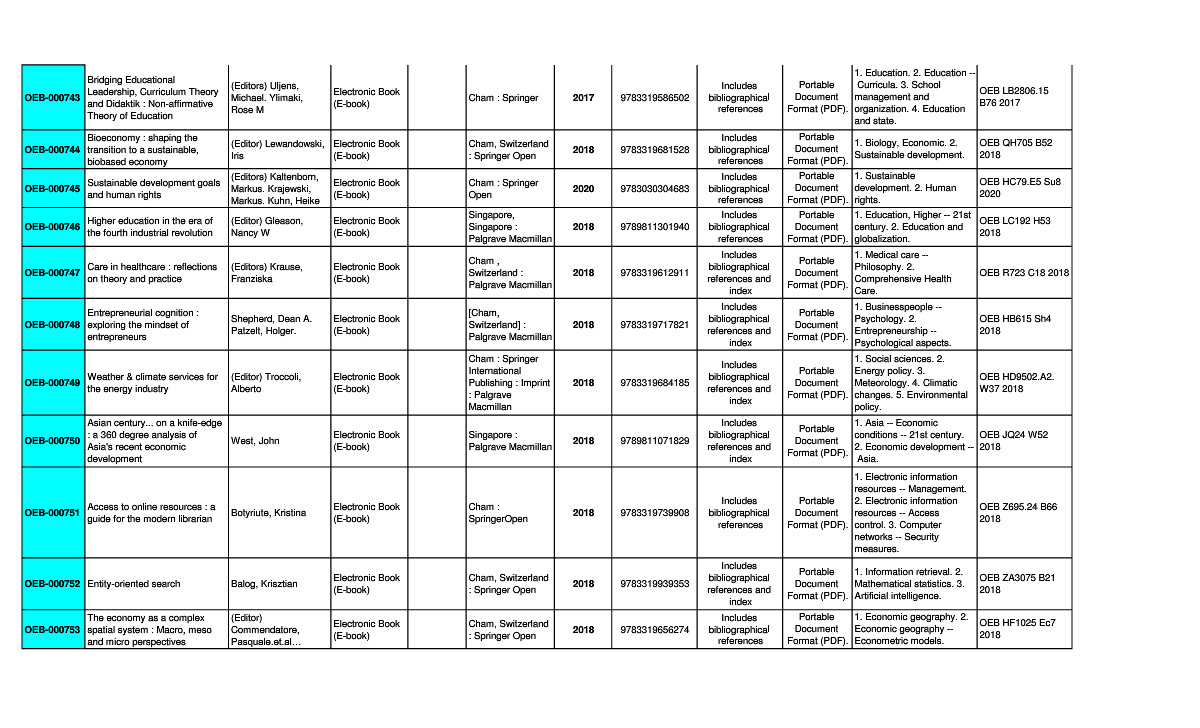 OEB-000743
Bridging Educational
Leadership, Curriculum Theory
and Didaktik : Non-affirmative
Theory of Education
(Editors) Uljens,
Michael. Ylimaki,
Rose M
Electronic Book
(E-book)
Cham : Springer
2017
9783319586502
Includes
bibliographical
references
Portable
Document
Format (PDF).
1. Education. 2. Education --
Curricula. 3. School
management and
organization. 4. Education
and state.
OEB LB2806.15
B76 2017
OEB-000744
Bioeconomy : shaping the
transition to a sustainable,
biobased economy
(Editor) Lewandowski,
Iris
Electronic Book
(E-book)
Cham, Switzerland
: Springer Open
2018
9783319681528
Includes
bibliographical
references
Portable
Document
Format (PDF).
1. Biology, Economic. 2.
Sustainable development.
OEB QH705 B52
2018
OEB-000745
Sustainable development goals
and human rights
(Editors) Kaltenborn,
Markus. Krajewski,
Markus. Kuhn, Heike
Electronic Book
(E-book)
Cham : Springer
Open
2020
9783030304683
Includes
bibliographical
references
Portable
Document
Format (PDF).
1. Sustainable
development. 2. Human
rights.
OEB HC79.E5 Su8
2020
OEB-000746
Higher education in the era of
the fourth industrial revolution
(Editor) Gleason,
Nancy W
Electronic Book
(E-book)
Singapore,
Singapore :
Palgrave Macmillan
2018
9789811301940
Includes
bibliographical
references
Portable
Document
Format (PDF).
1. Education, Higher -- 21st
century. 2. Education and
globalization.
OEB LC192 H53
2018
OEB-000747
Care in healthcare : reflections
on theory and practice
(Editors) Krause,
Franziska
Electronic Book
(E-book)
Cham ,
Switzerland :
Palgrave Macmillan
2018
9783319612911
Includes
bibliographical
references and
index
Portable
Document
Format (PDF).
1. Medical care --
Philosophy. 2.
Comprehensive Health
Care.
OEB R723 C18 2018
OEB-000748
Entrepreneurial cognition :
exploring the mindset of
entrepreneurs
Shepherd, Dean A.
Patzelt, Holger.
Electronic Book
(E-book)
[Cham,
Switzerland] :
Palgrave Macmillan
2018
9783319717821
Includes
bibliographical
references and
index
Portable
Document
Format (PDF).
1. Businesspeople --
Psychology. 2.
Entrepreneurship --
Psychological aspects.
OEB HB615 Sh4
2018
OEB-000749
Weather & climate services for
the energy industry
(Editor) Troccoli,
Alberto
Electronic Book
(E-book)
Cham : Springer
International
Publishing : Imprint
: Palgrave
Macmillan
2018
9783319684185
Includes
bibliographical
references and
index
Portable
Document
Format (PDF).
1. Social sciences. 2.
Energy policy. 3.
Meteorology. 4. Climatic
changes. 5. Environmental
policy.
OEB HD9502.A2.
W37 2018
OEB-000750
Asian century... on a knife-edge
: a 360 degree analysis of
Asia's recent economic
development
West, John
Electronic Book
(E-book)
Singapore :
Palgrave Macmillan
2018
9789811071829
Includes
bibliographical
references and
index
Portable
Document
Format (PDF).
1. Asia -- Economic
conditions -- 21st century.
2. Economic development --
Asia.
OEB JQ24 W52
2018
OEB-000751
Access to online resources : a
guide for the modern librarian
Botyriute, Kristina
Electronic Book
(E-book)
Cham :
SpringerOpen
2018
9783319739908
Includes
bibliographical
references
Portable
Document
Format (PDF).
1. Electronic information
resources -- Management.
2. Electronic information
resources -- Access
control. 3. Computer
networks -- Security
measures.
OEB Z695.24 B66
2018
OEB-000752
Entity-oriented search
Balog, Krisztian
Electronic Book
(E-book)
Cham, Switzerland
: Springer Open
2018
9783319939353
Includes
bibliographical
references and
index
Portable
Document
Format (PDF).
1. Information retrieval. 2.
Mathematical statistics. 3.
Artificial intelligence.
OEB ZA3075 B21
2018
OEB-000753
The economy as a complex
spatial system : Macro, meso
and micro perspectives
(Editor)
Commendatore,
Pasquale.et.al...
Electronic Book
(E-book)
Cham, Switzerland
: Springer Open
2018
9783319656274
Includes
bibliographical
references
Portable
Document
Format (PDF).
1. Economic geography. 2.
Economic geography --
Econometric models.
OEB HF1025 Ec7
2018